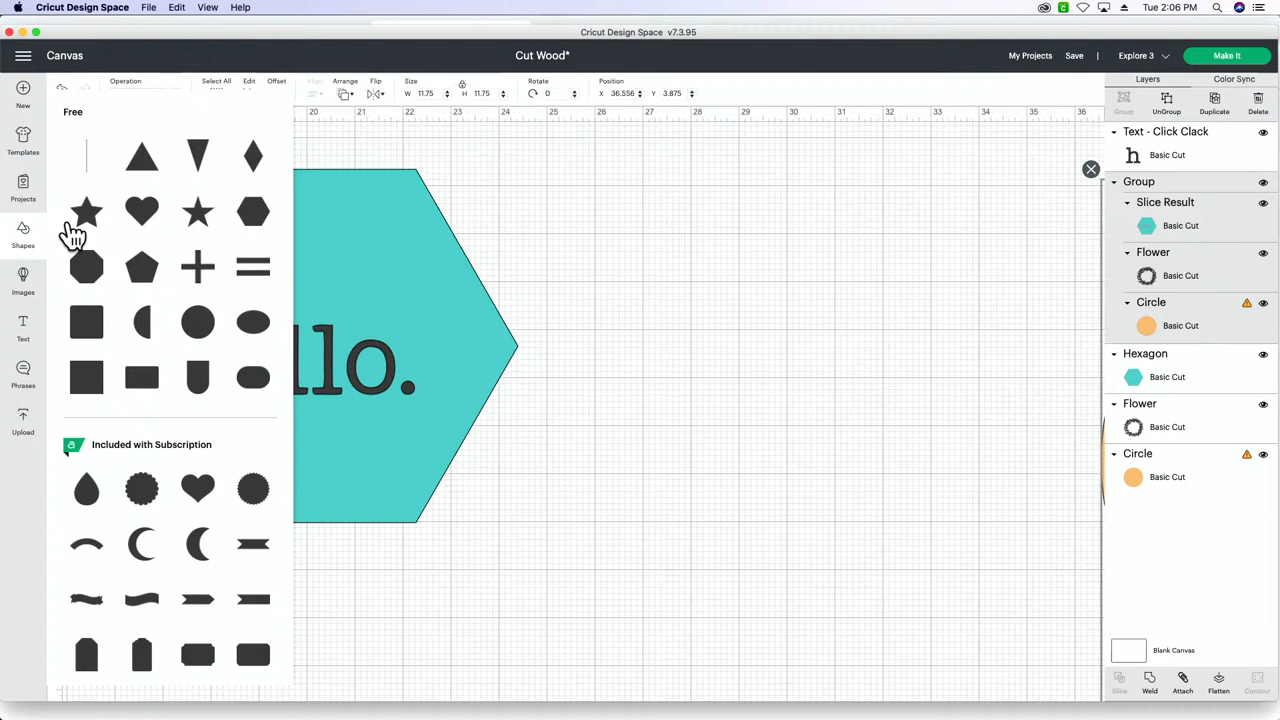 Cricut Design Space File Edit View Help Tue 2:06 PM
Cricut Design Space v7.3.95
Canvas Cut Wood* My Projects Save | Explore 3 Make It
Operation Select All Edit Offset Align Arrange Flip Size Rotate Position
W 11.75 H 11.75 0 X 36.556 Y 3.875
20 21 22 23 24 25 26 27 28 29 30 31 32 33 34 35 36
New
Templates
Projects
Shapes
Images
Text
Phrases
Upload
Free
Included with Subscription
llo.
Layers Color Sync
Group UnGroup Duplicate Delete
Text - Click Clack
h Basic Cut
Group
Slice Result
Basic Cut
Flower
Basic Cut
Circle
Basic Cut
Hexagon
Basic Cut
Flower
Basic Cut
Circle
Basic Cut
Blank Canvas
Slice Weld Attach Flatten Contour